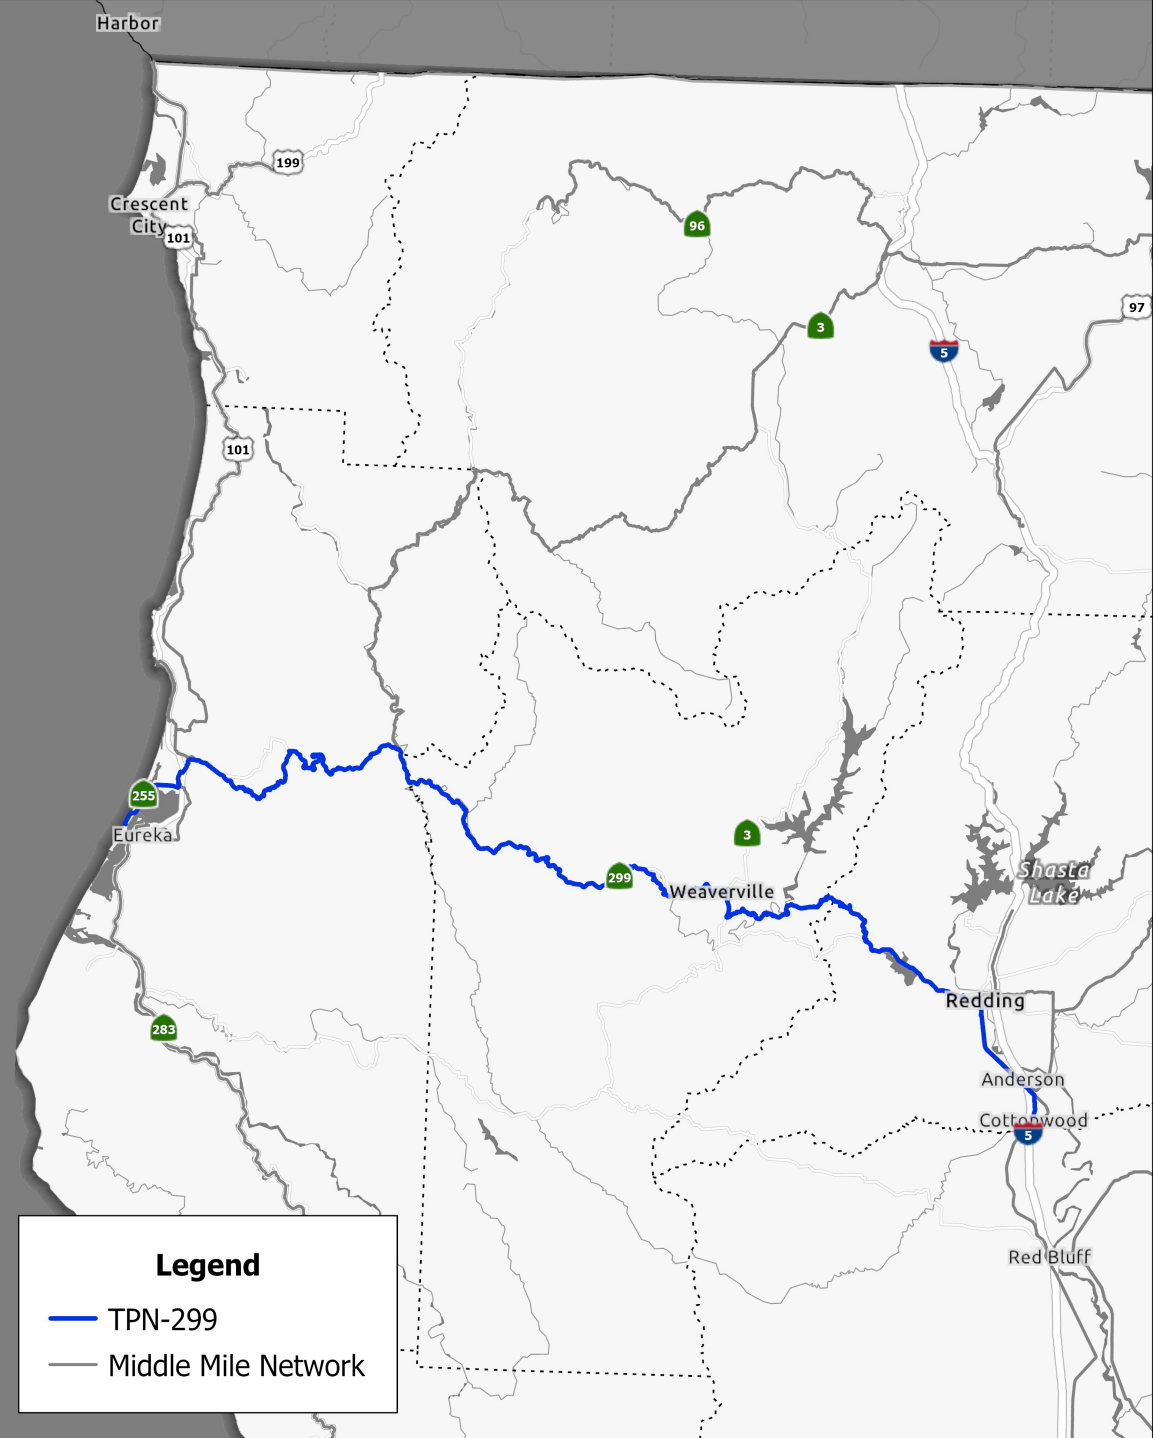 Harbor
199
Crescent
City
101
96
97
3
5
101
255
Eureka
3
299
Weaverville
Shasta
Lake
Redding
283
Anderson
Cottonwood
5
Red Bluff
Legend
TPN-299
Middle Mile Network